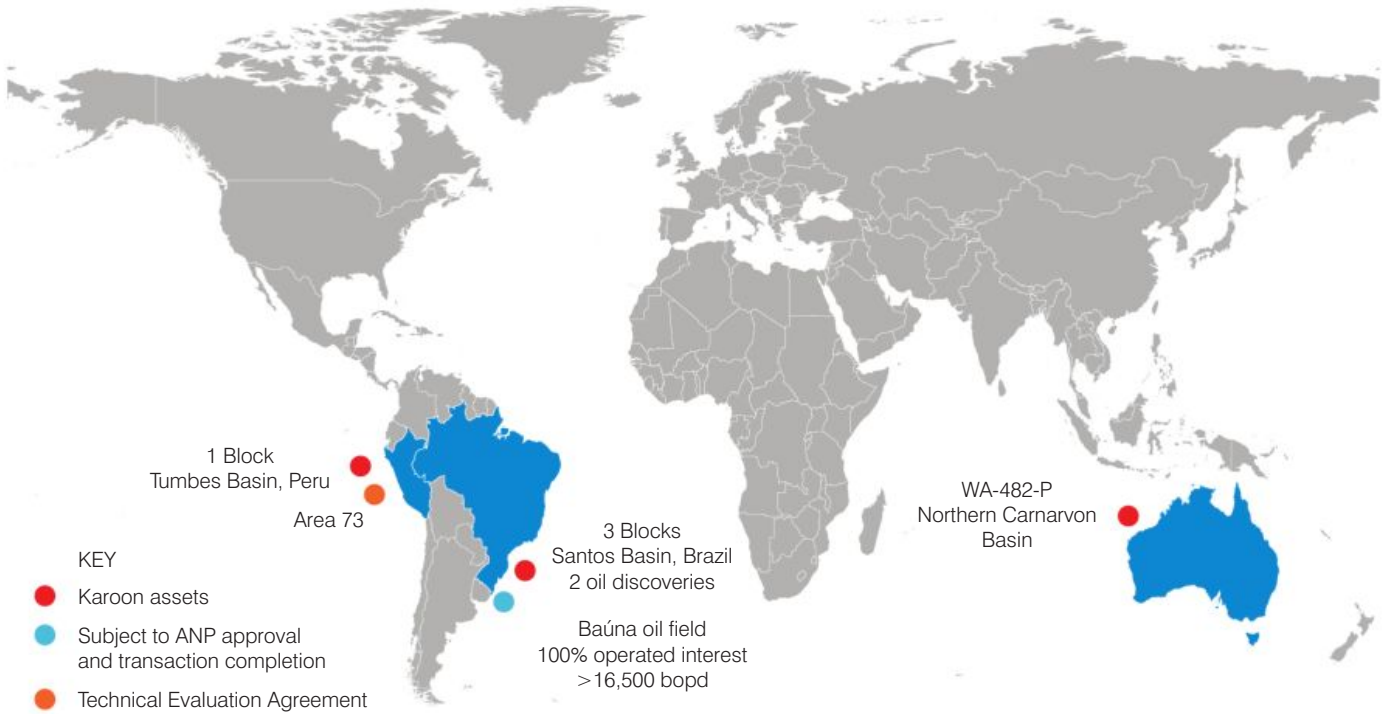 1 Block
Tumbes Basin, Peru
Area 73
3 Blocks
Santos Basin, Brazil
2 oil discoveries
Baúna oil field
100% operated interest
>16,500 bopd
WA-482-P
Northern Carnarvon
Basin
KEY
Karoon assets
Subject to ANP approval
and transaction completion
Technical Evaluation Agreement